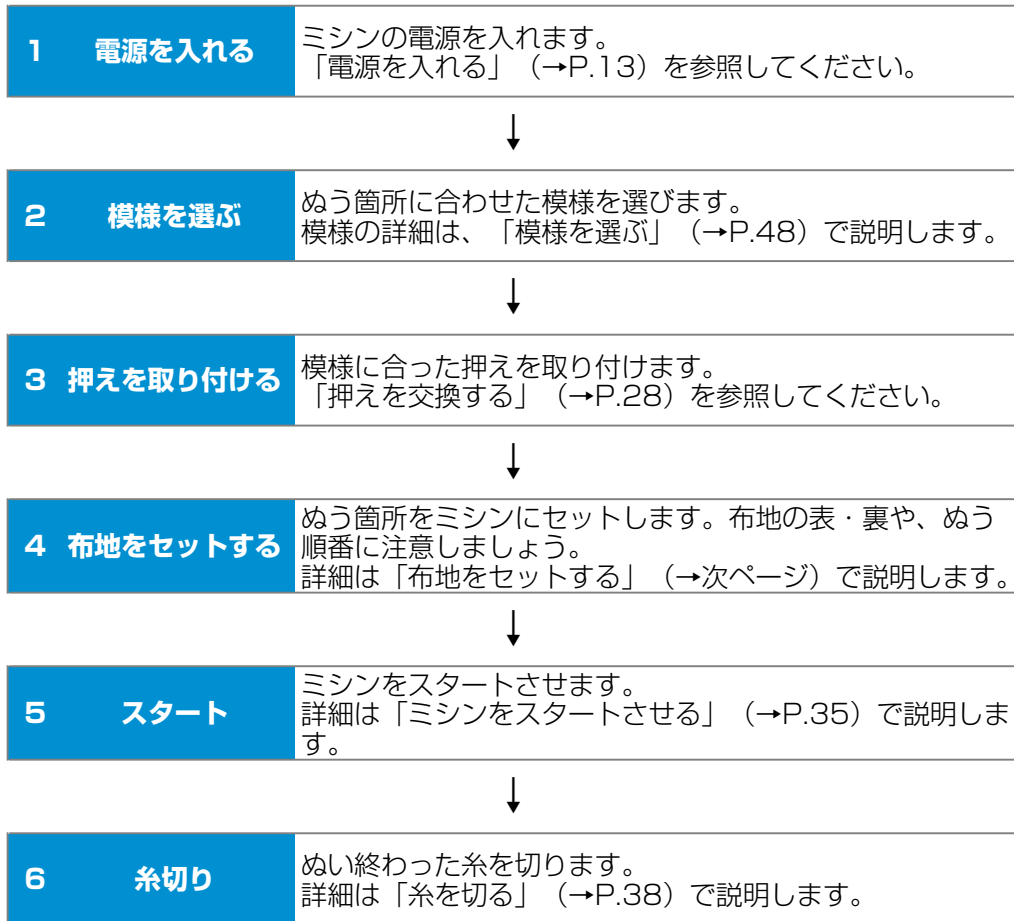 1 電源を入れる
ミシンの電源を入れます。
「電源を入れる」（→P.13）を参照してください。
↓
2 模様を選ぶ
ぬう箇所に合わせた模様を選びます。
模様の詳細は、「模様を選ぶ」（→P.48）で説明します。
↓
3 押えを取り付ける
模様に合った押えを取り付けます。
「押えを交換する」（→P.28）を参照してください。
↓
4 布地をセットする
ぬう箇所をミシンにセットします。布地の表・裏や、ぬう
順番に注意しましょう。
詳細は「布地をセットする」（→次ページ）で説明します。
↓
5 スタート
ミシンをスタートさせます。
詳細は「ミシンをスタートさせる」（→P.35）で説明しま
す。
↓
6 糸切り
ぬい終わった糸を切ります。
詳細は「糸を切る」（→P.38）で説明します。